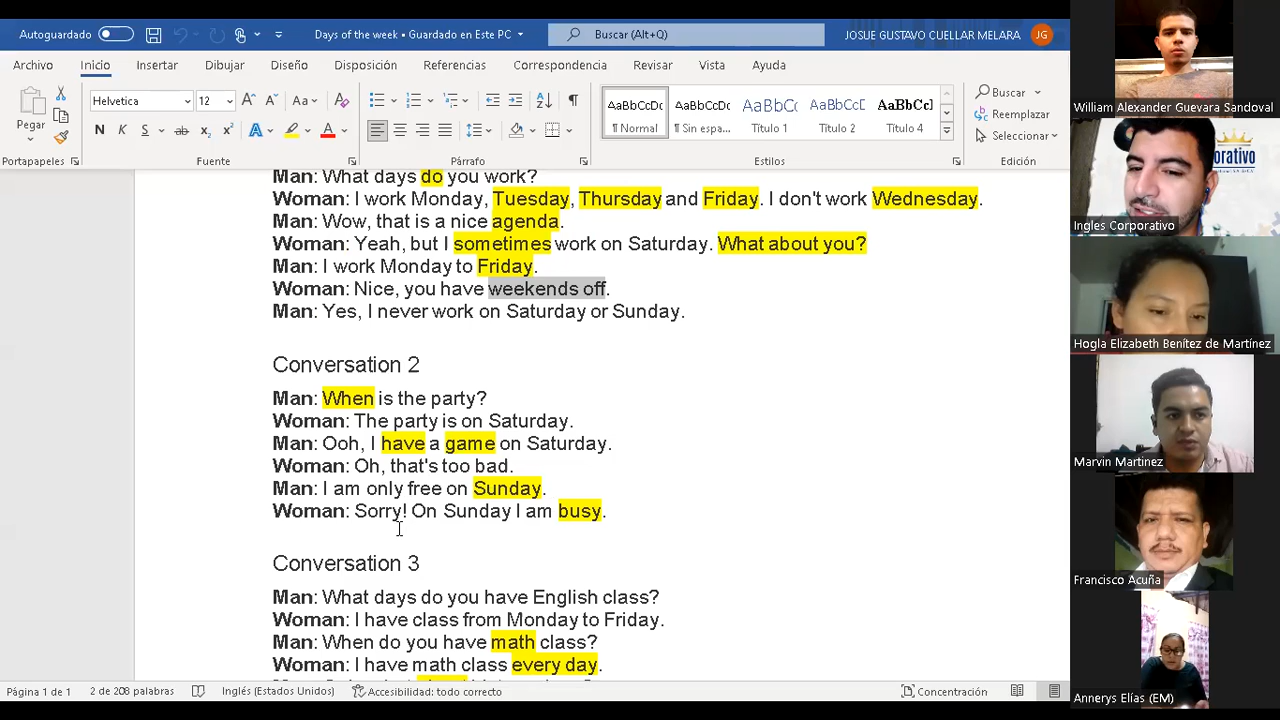 Autoguardado
Days of the week • Guardado en Este PC
Buscar (Alt+Q)
JOSUE GUSTAVO CUELLAR MELARA
JG
Archivo Inicio Insertar Dibujar Diseño Disposición Referencias Correspondencia Revisar Vista Ayuda
Pegar
Helvetica 12
N K S ab x₂ x²
Portapapeles Fuente Párrafo Estilos Edición
AaBbCcDc AaBbCcDc AaBbCc AaBbCcD AaBbCc
¶ Normal ¶ Sin espa... Título 1 Título 2 Título 4
Buscar
Reemplazar
Seleccionar
Man: What days do you work?
Woman: I work Monday, Tuesday, Thursday and Friday. I don't work Wednesday.
Man: Wow, that is a nice agenda.
Woman: Yeah, but I sometimes work on Saturday. What about you?
Man: I work Monday to Friday.
Woman: Nice, you have weekends off.
Man: Yes, I never work on Saturday or Sunday.
Conversation 2
Man: When is the party?
Woman: The party is on Saturday.
Man: Ooh, I have a game on Saturday.
Woman: Oh, that's too bad.
Man: I am only free on Sunday.
Woman: Sorry! On Sunday I am busy.
Conversation 3
Man: What days do you have English class?
Woman: I have class from Monday to Friday.
Man: When do you have math class?
Woman: I have math class every day.
Página 1 de 1 2 de 208 palabras Inglés (Estados Unidos) Accesibilidad: todo correcto Concentración
William Alexander Guevara Sandoval
Ingles Corporativo
Hogla Elizabeth Benítez de Martínez
Marvin Martinez
Francisco Acuña
Annerys Elías (EM)